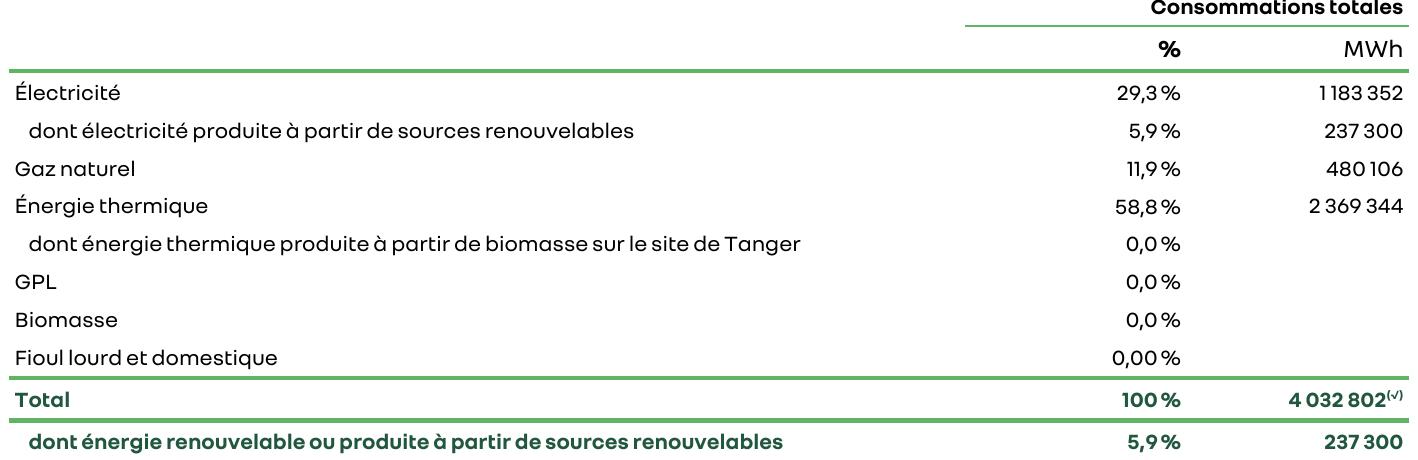 Consommations totales
% MWh
Électricité 29,3 % 1 183 352
dont électricité produite à partir de sources renouvelables 5,9 % 237 300
Gaz naturel 11,9 % 480 106
Énergie thermique 58,8 % 2 369 344
dont énergie thermique produite à partir de biomasse sur le site de Tanger 0,0 %
GPL 0,0 %
Biomasse 0,0 %
Fioul lourd et domestique 0,00 %
Total 100 % 4 032 802(✓)
dont énergie renouvelable ou produite à partir de sources renouvelables 5,9 % 237 300